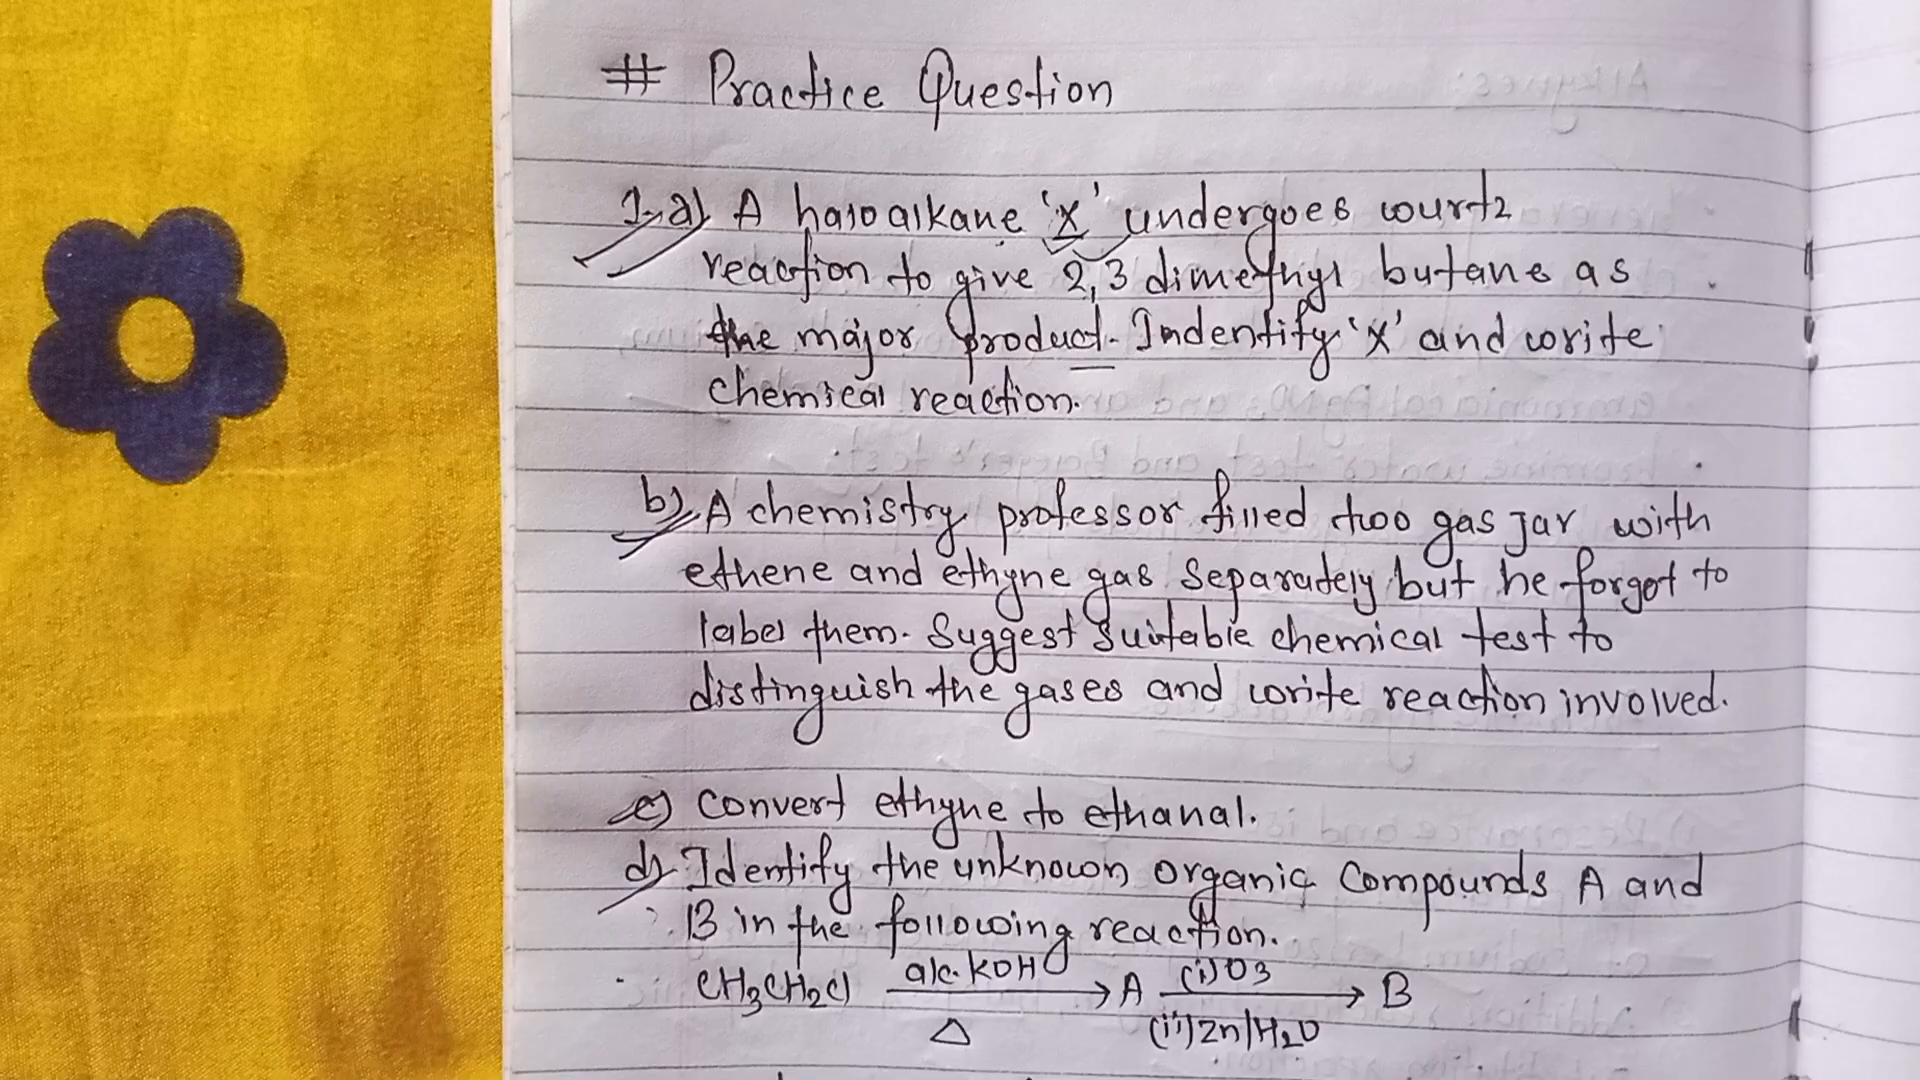 # Practice Question
1. a) A haloalkane 'X' undergoes wurtz
reaction to give 2,3 dimethyl butane as
the major product. Indentify 'X' and write
chemical reaction.
b) A chemistry professor filled two gas jar with
ethene and ethyne gas separately but he forgot to
label them. Suggest suitable chemical test to
distinguish the gases and write reaction involved.
c) Convert ethyne to ethanal.
d) Identify the unknown organic compounds A and
B in the following reaction.
CH3CH2Cl alc. KOH → A (i) O3 → B
Δ (ii) Zn/H2O